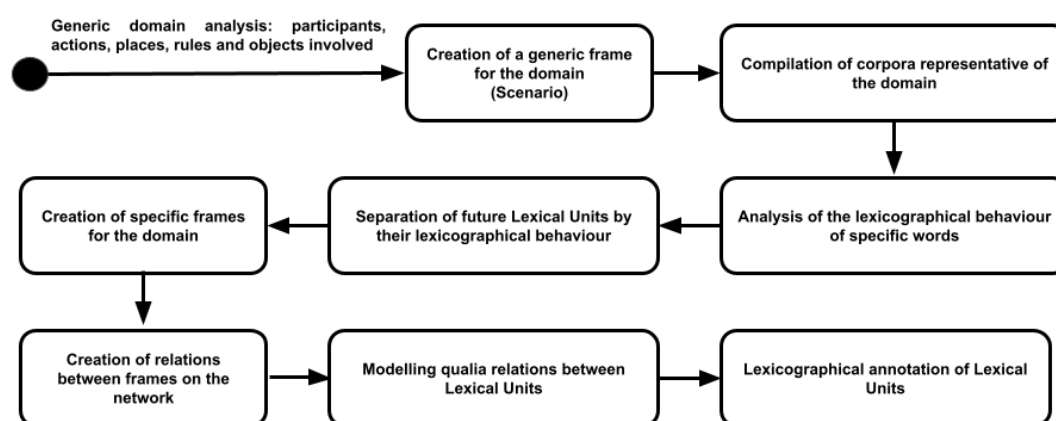 Generic domain analysis: participants,
actions, places, rules and objects involved
Creation of a generic frame
for the domain
(Scenario)
Compilation of corpora representative of
the domain
Analysis of the lexicographical behaviour
of specific words
Separation of future Lexical Units by
their lexicographical behaviour
Creation of specific frames
for the domain
Creation of relations
between frames on the
network
Modelling qualia relations between
Lexical Units
Lexicographical annotation of Lexical
Units